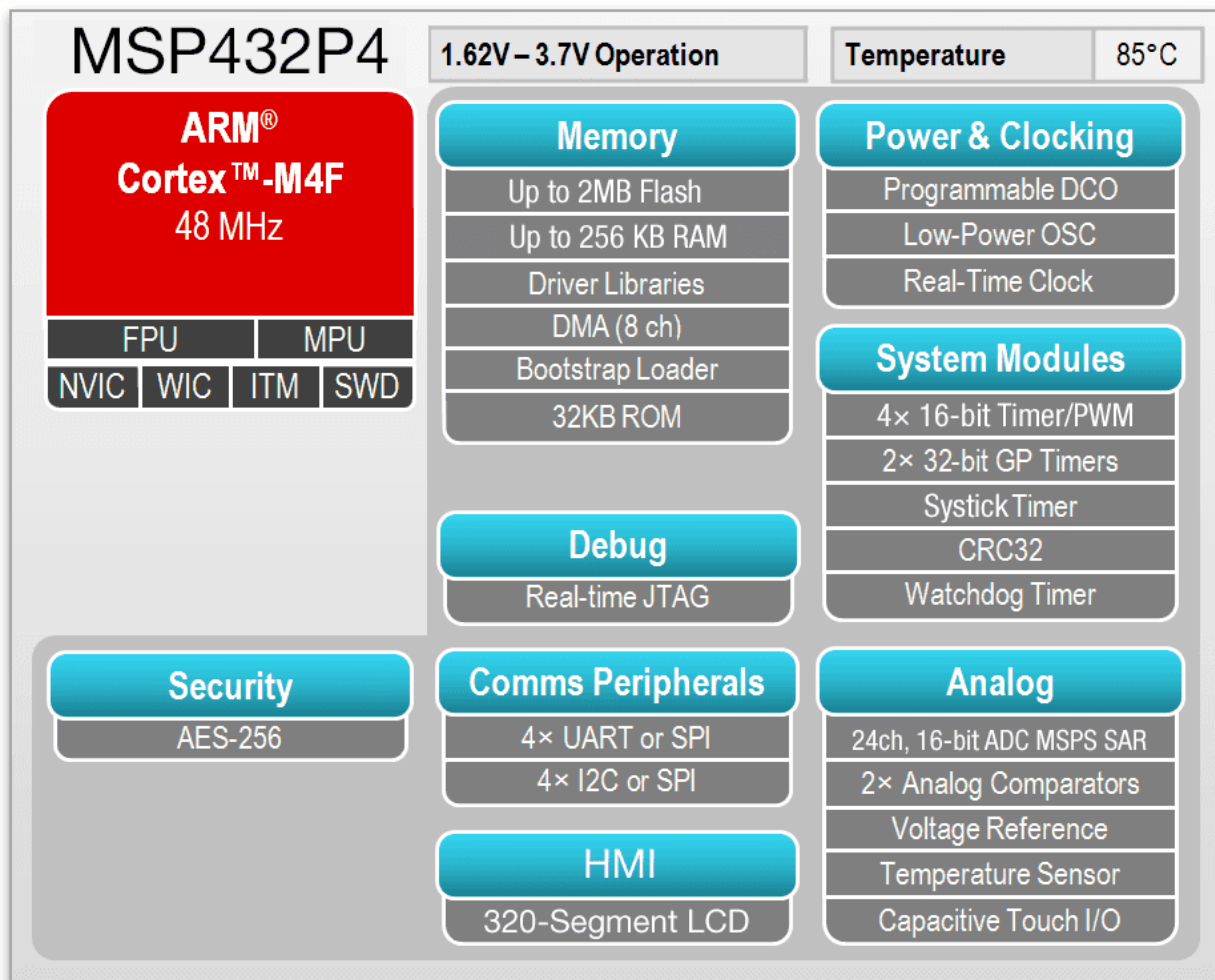 MSP432P4
1.62V – 3.7V Operation
Temperature
85°C
ARM®
Cortex™-M4F
48 MHz
FPU
MPU
NVIC
WIC
ITM
SWD
Memory
Up to 2MB Flash
Up to 256 KB RAM
Driver Libraries
DMA (8 ch)
Bootstrap Loader
32KB ROM
Power & Clocking
Programmable DCO
Low-Power OSC
Real-Time Clock
System Modules
4× 16-bit Timer/PWM
2× 32-bit GP Timers
Systick Timer
CRC32
Watchdog Timer
Debug
Real-time JTAG
Security
AES-256
Comms Peripherals
4× UART or SPI
4× I2C or SPI
HMI
320-Segment LCD
Analog
24ch, 16-bit ADC MSPS SAR
2× Analog Comparators
Voltage Reference
Temperature Sensor
Capacitive Touch I/O